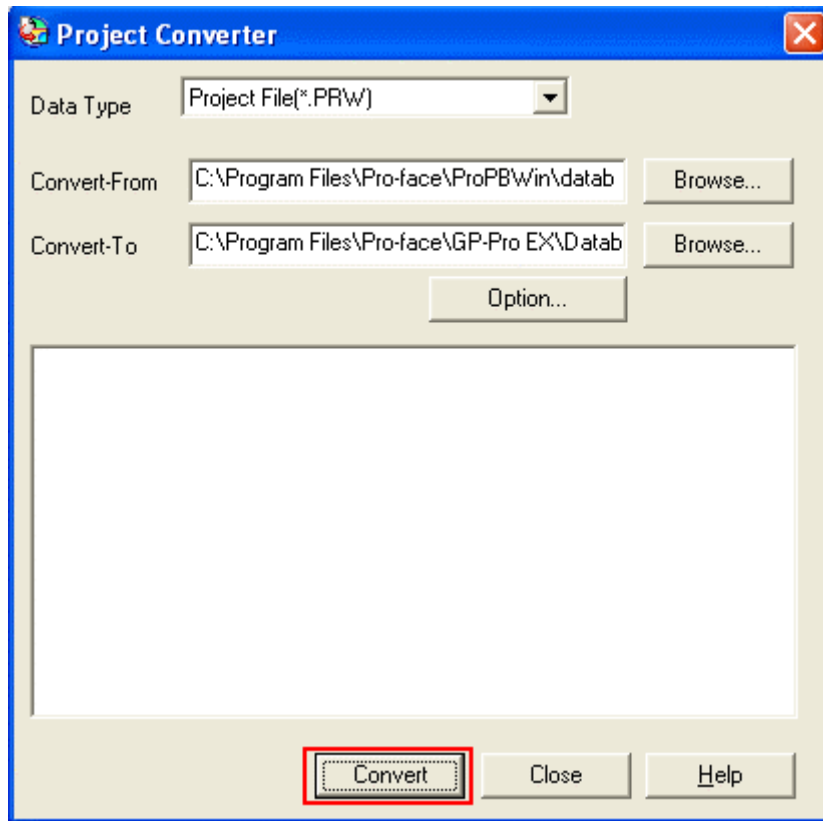 Project Converter
Data Type Project File(*.PRW)
Convert-From C:\Program Files\Pro-face\ProPBWin\datab Browse...
Convert-To C:\Program Files\Pro-face\GP-Pro EX\Datab Browse...
Option...
Convert Close Help